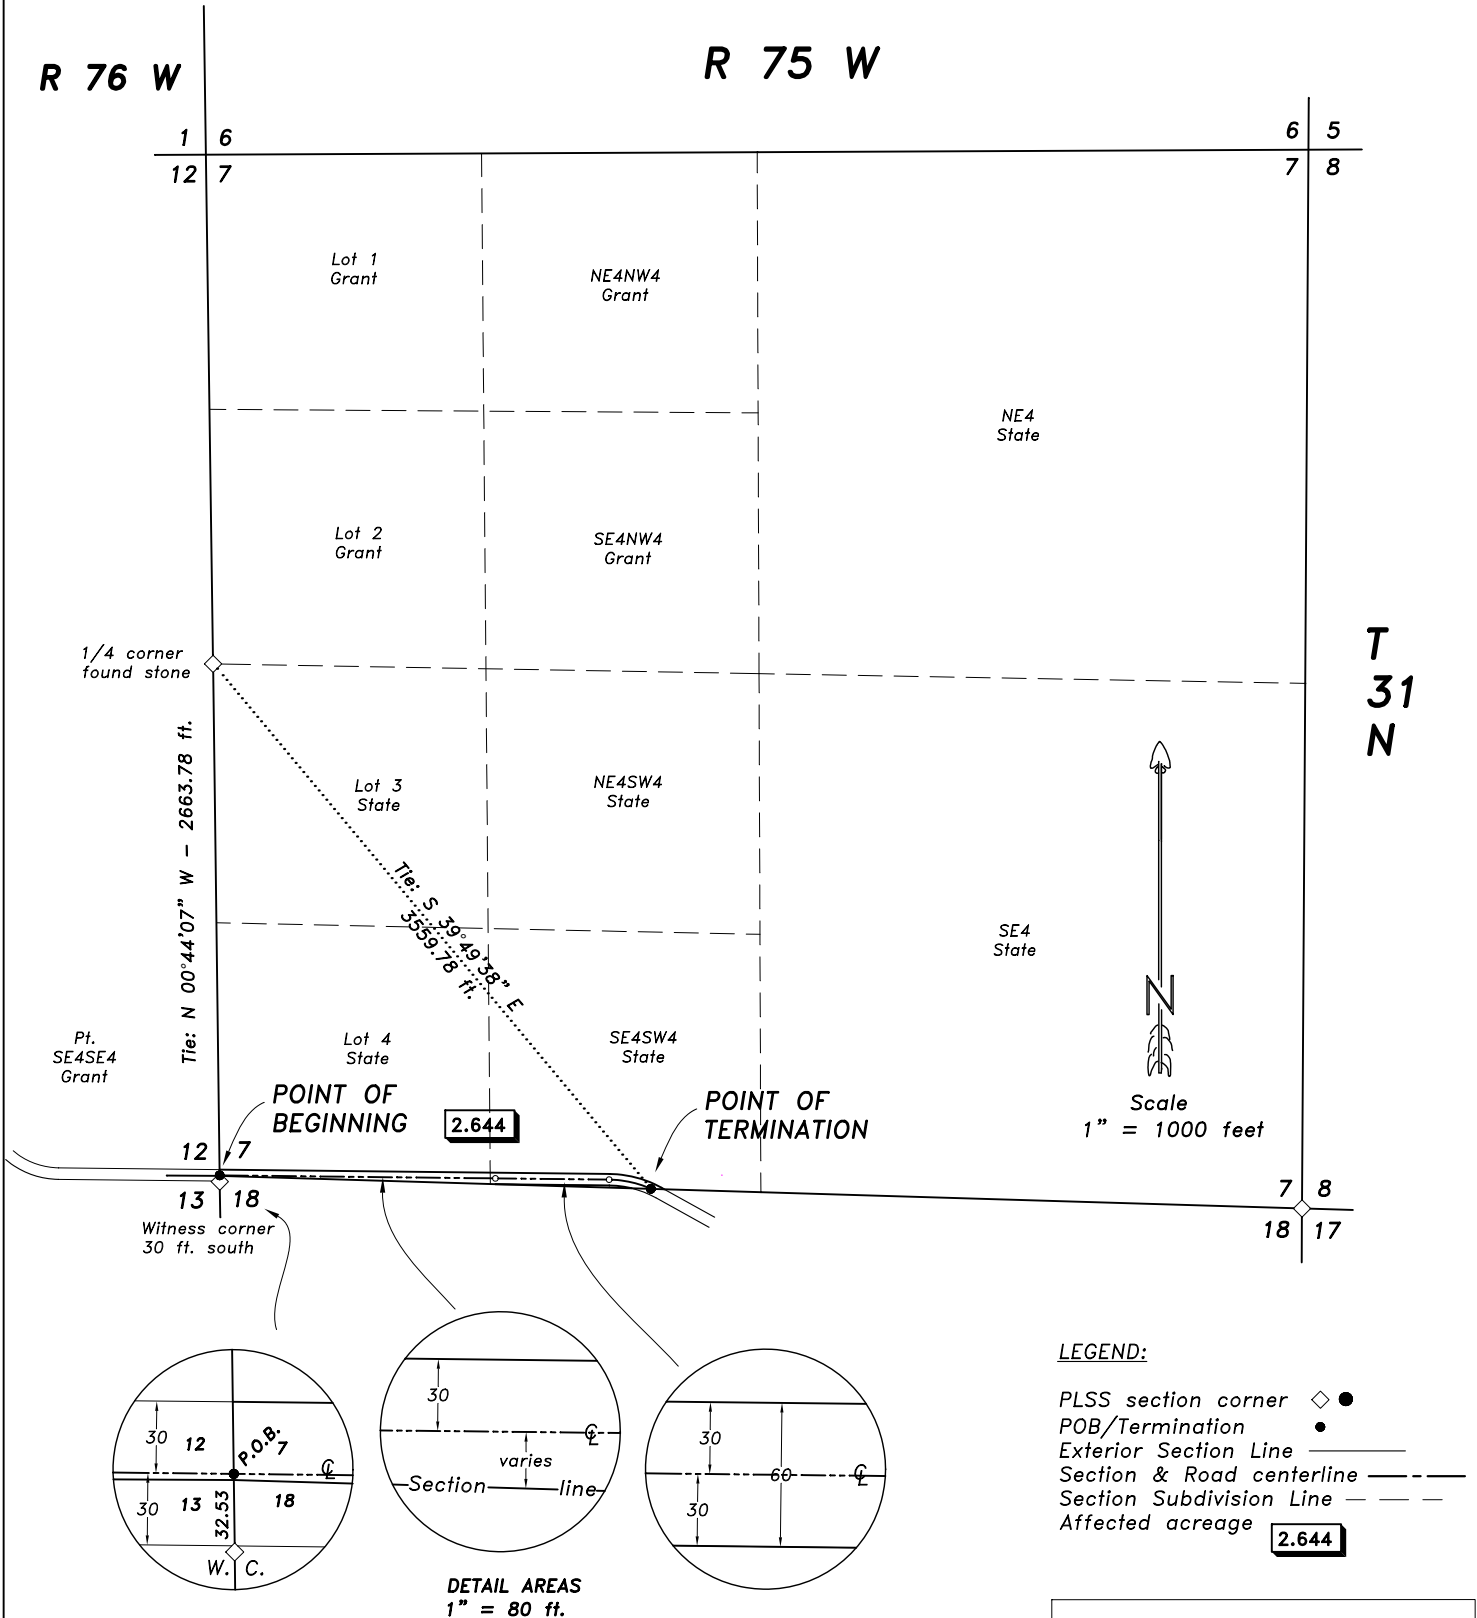 R 76 W
R 75 W
1 6
12 7
6 5
7 8
Lot 1
Grant
NE4NW4
Grant
NE4
State
Lot 2
Grant
SE4NW4
Grant
1/4 corner
found stone
T
31
N
Tie: N 00°44'07" W - 2663.78 ft.
Lot 3
State
NE4SW4
State
Tie: S 39°49'38" E
3559.78 ft.
SE4
State
N
Pt.
SE4SE4
Grant
Lot 4
State
SE4SW4
State
POINT OF
BEGINNING
2.644
POINT OF
TERMINATION
Scale
1" = 1000 feet
12 7
13 18
7 8
18 17
Witness corner
30 ft. south
30
12
P.O.B.
7
℄
30
13
32.53
18
W. C.
30
℄
varies
Section line
30
60
℄
30
DETAIL AREAS
1" = 80 ft.
LEGEND:
PLSS section corner
POB/Termination
Exterior Section Line
Section & Road centerline
Section Subdivision Line
Affected acreage
2.644